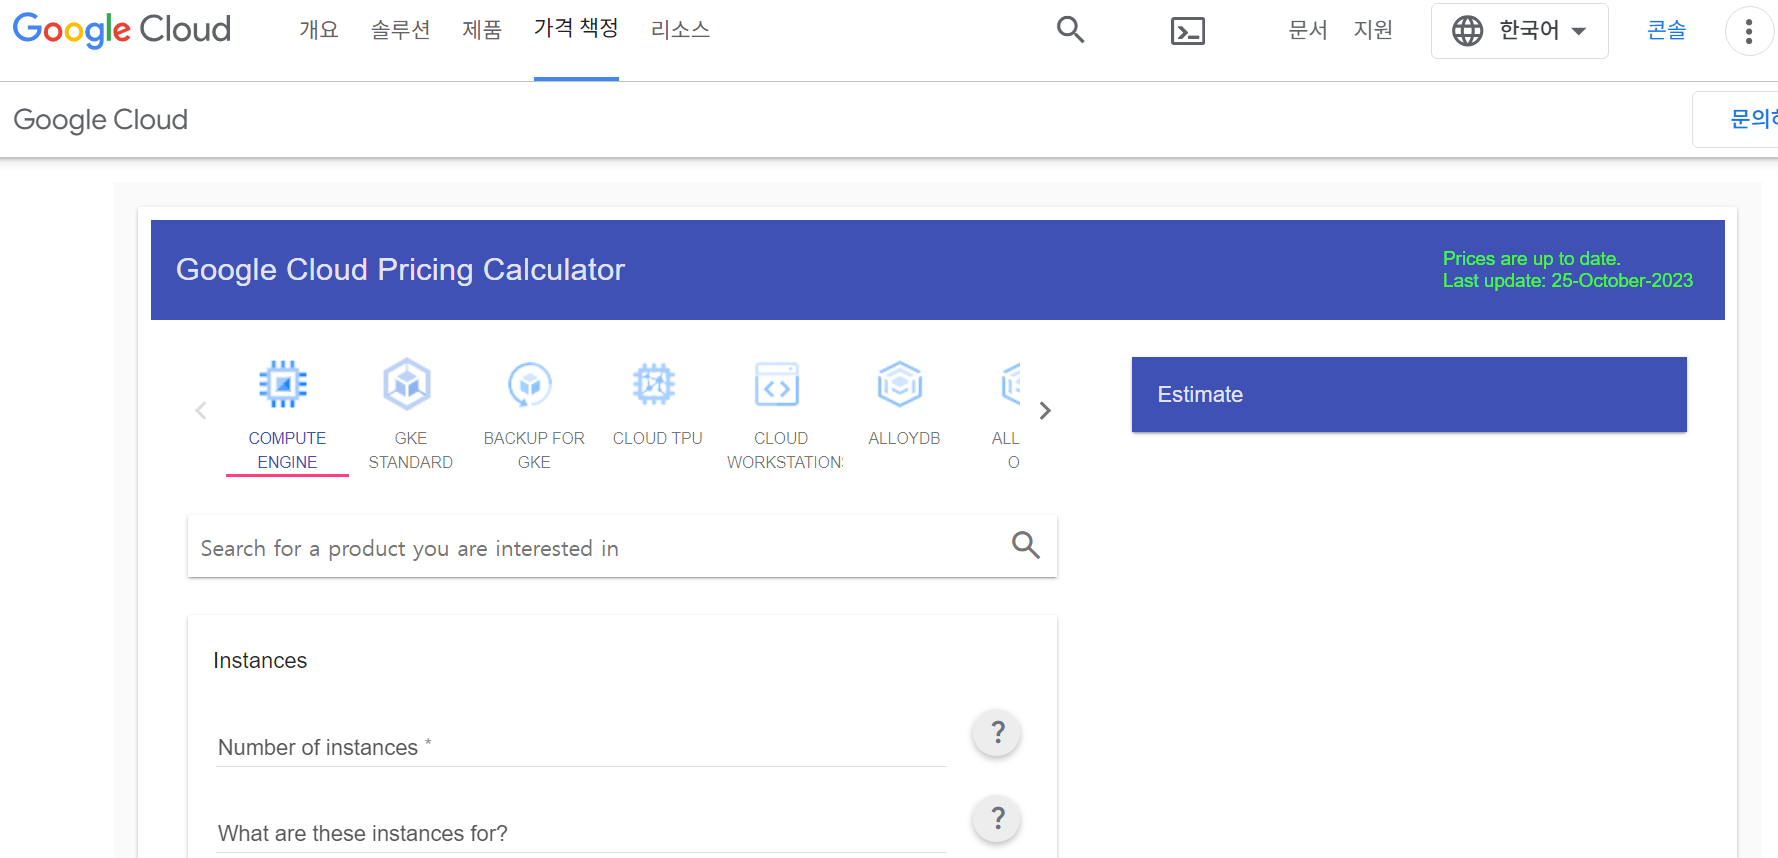 Google Cloud 개요 솔루션 제품 가격 책정 리소스 문서 지원 한국어 콘솔
Google Cloud
Google Cloud Pricing Calculator
Prices are up to date.
Last update: 25-October-2023
COMPUTE
ENGINE
GKE
STANDARD
BACKUP FOR
GKE
CLOUD TPU
CLOUD
WORKSTATION
ALLOYDB
ALL
O
Estimate
Search for a product you are interested in
Instances
Number of instances *
?
What are these instances for?
?